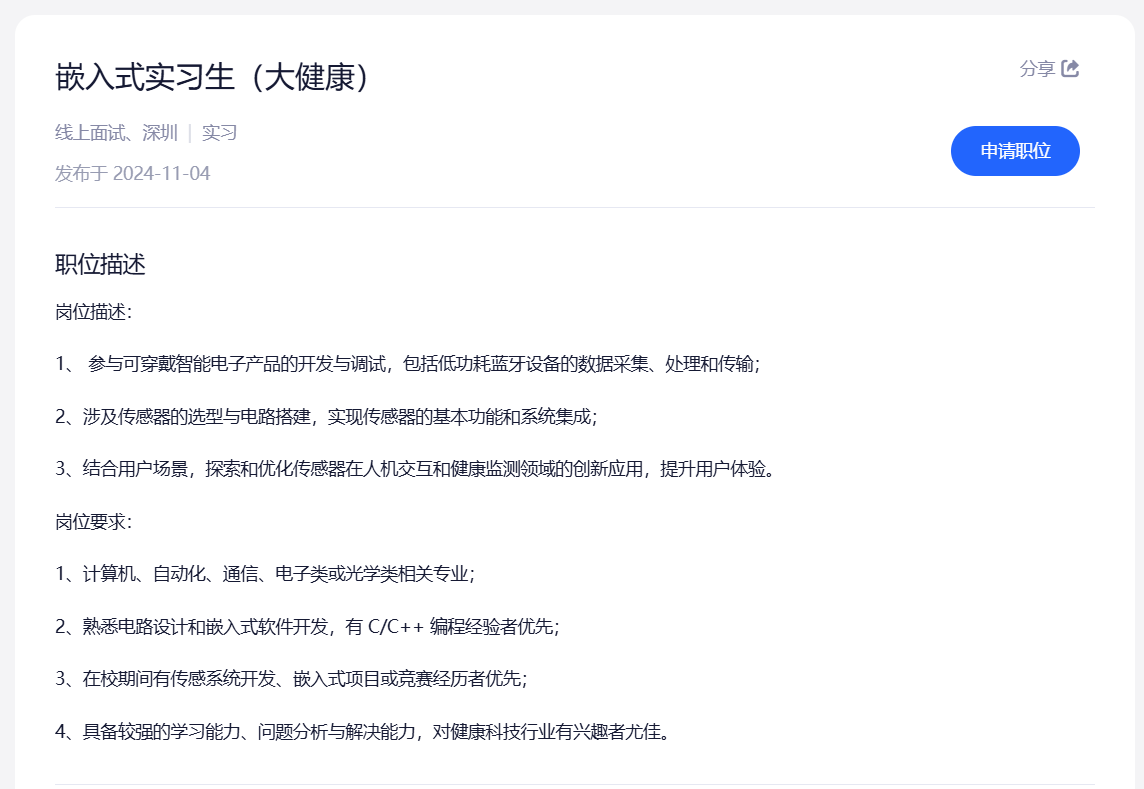 嵌入式实习生（大健康）
分享
线上面试、深圳 | 实习
申请职位
发布于 2024-11-04
职位描述
岗位描述：
1、 参与可穿戴智能电子产品的开发与调试，包括低功耗蓝牙设备的数据采集、处理和传输；
2、涉及传感器的选型与电路搭建，实现传感器的基本功能和系统集成；
3、结合用户场景，探索和优化传感器在人机交互和健康监测领域的创新应用，提升用户体验。
岗位要求：
1、计算机、自动化、通信、电子类或光学类相关专业；
2、熟悉电路设计和嵌入式软件开发，有 C/C++ 编程经验者优先；
3、在校期间有传感系统开发、嵌入式项目或竞赛经历者优先；
4、具备较强的学习能力、问题分析与解决能力，对健康科技行业有兴趣者尤佳。